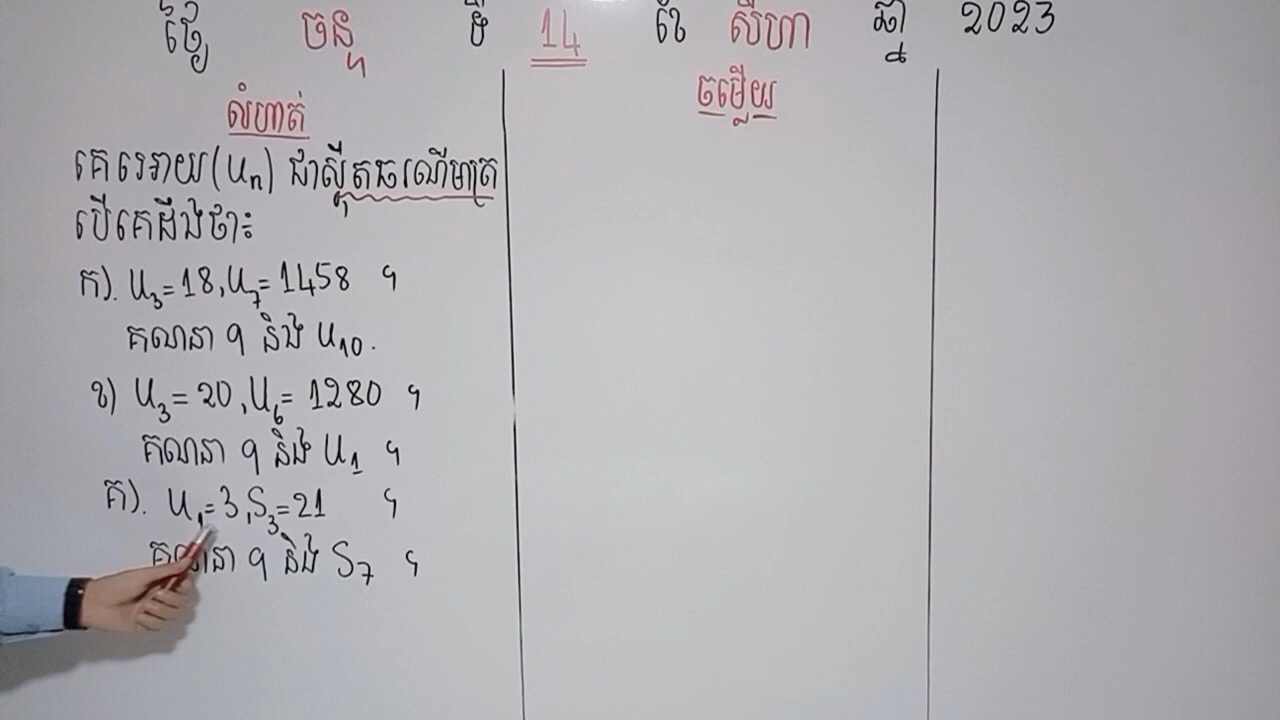 ថ្ងៃ ចន្ទ ទី 14 ខែ សីហា ឆ្នាំ 2023
លំហាត់
គេអោយ (Un) ជាស្វ៊ីតធរណីមាត្រ
បើគេដឹងថា៖
ក). U₃ = 18, U₇ = 1458 ។
គណនា q និង U₁₀.
ខ) U₃ = 20, U₆ = 1280 ។
គណនា q និង U₁ ។
គ). U₁ = 3, S₃ = 21 ។
គណនា q និង S₇ ។
ចម្លើយ